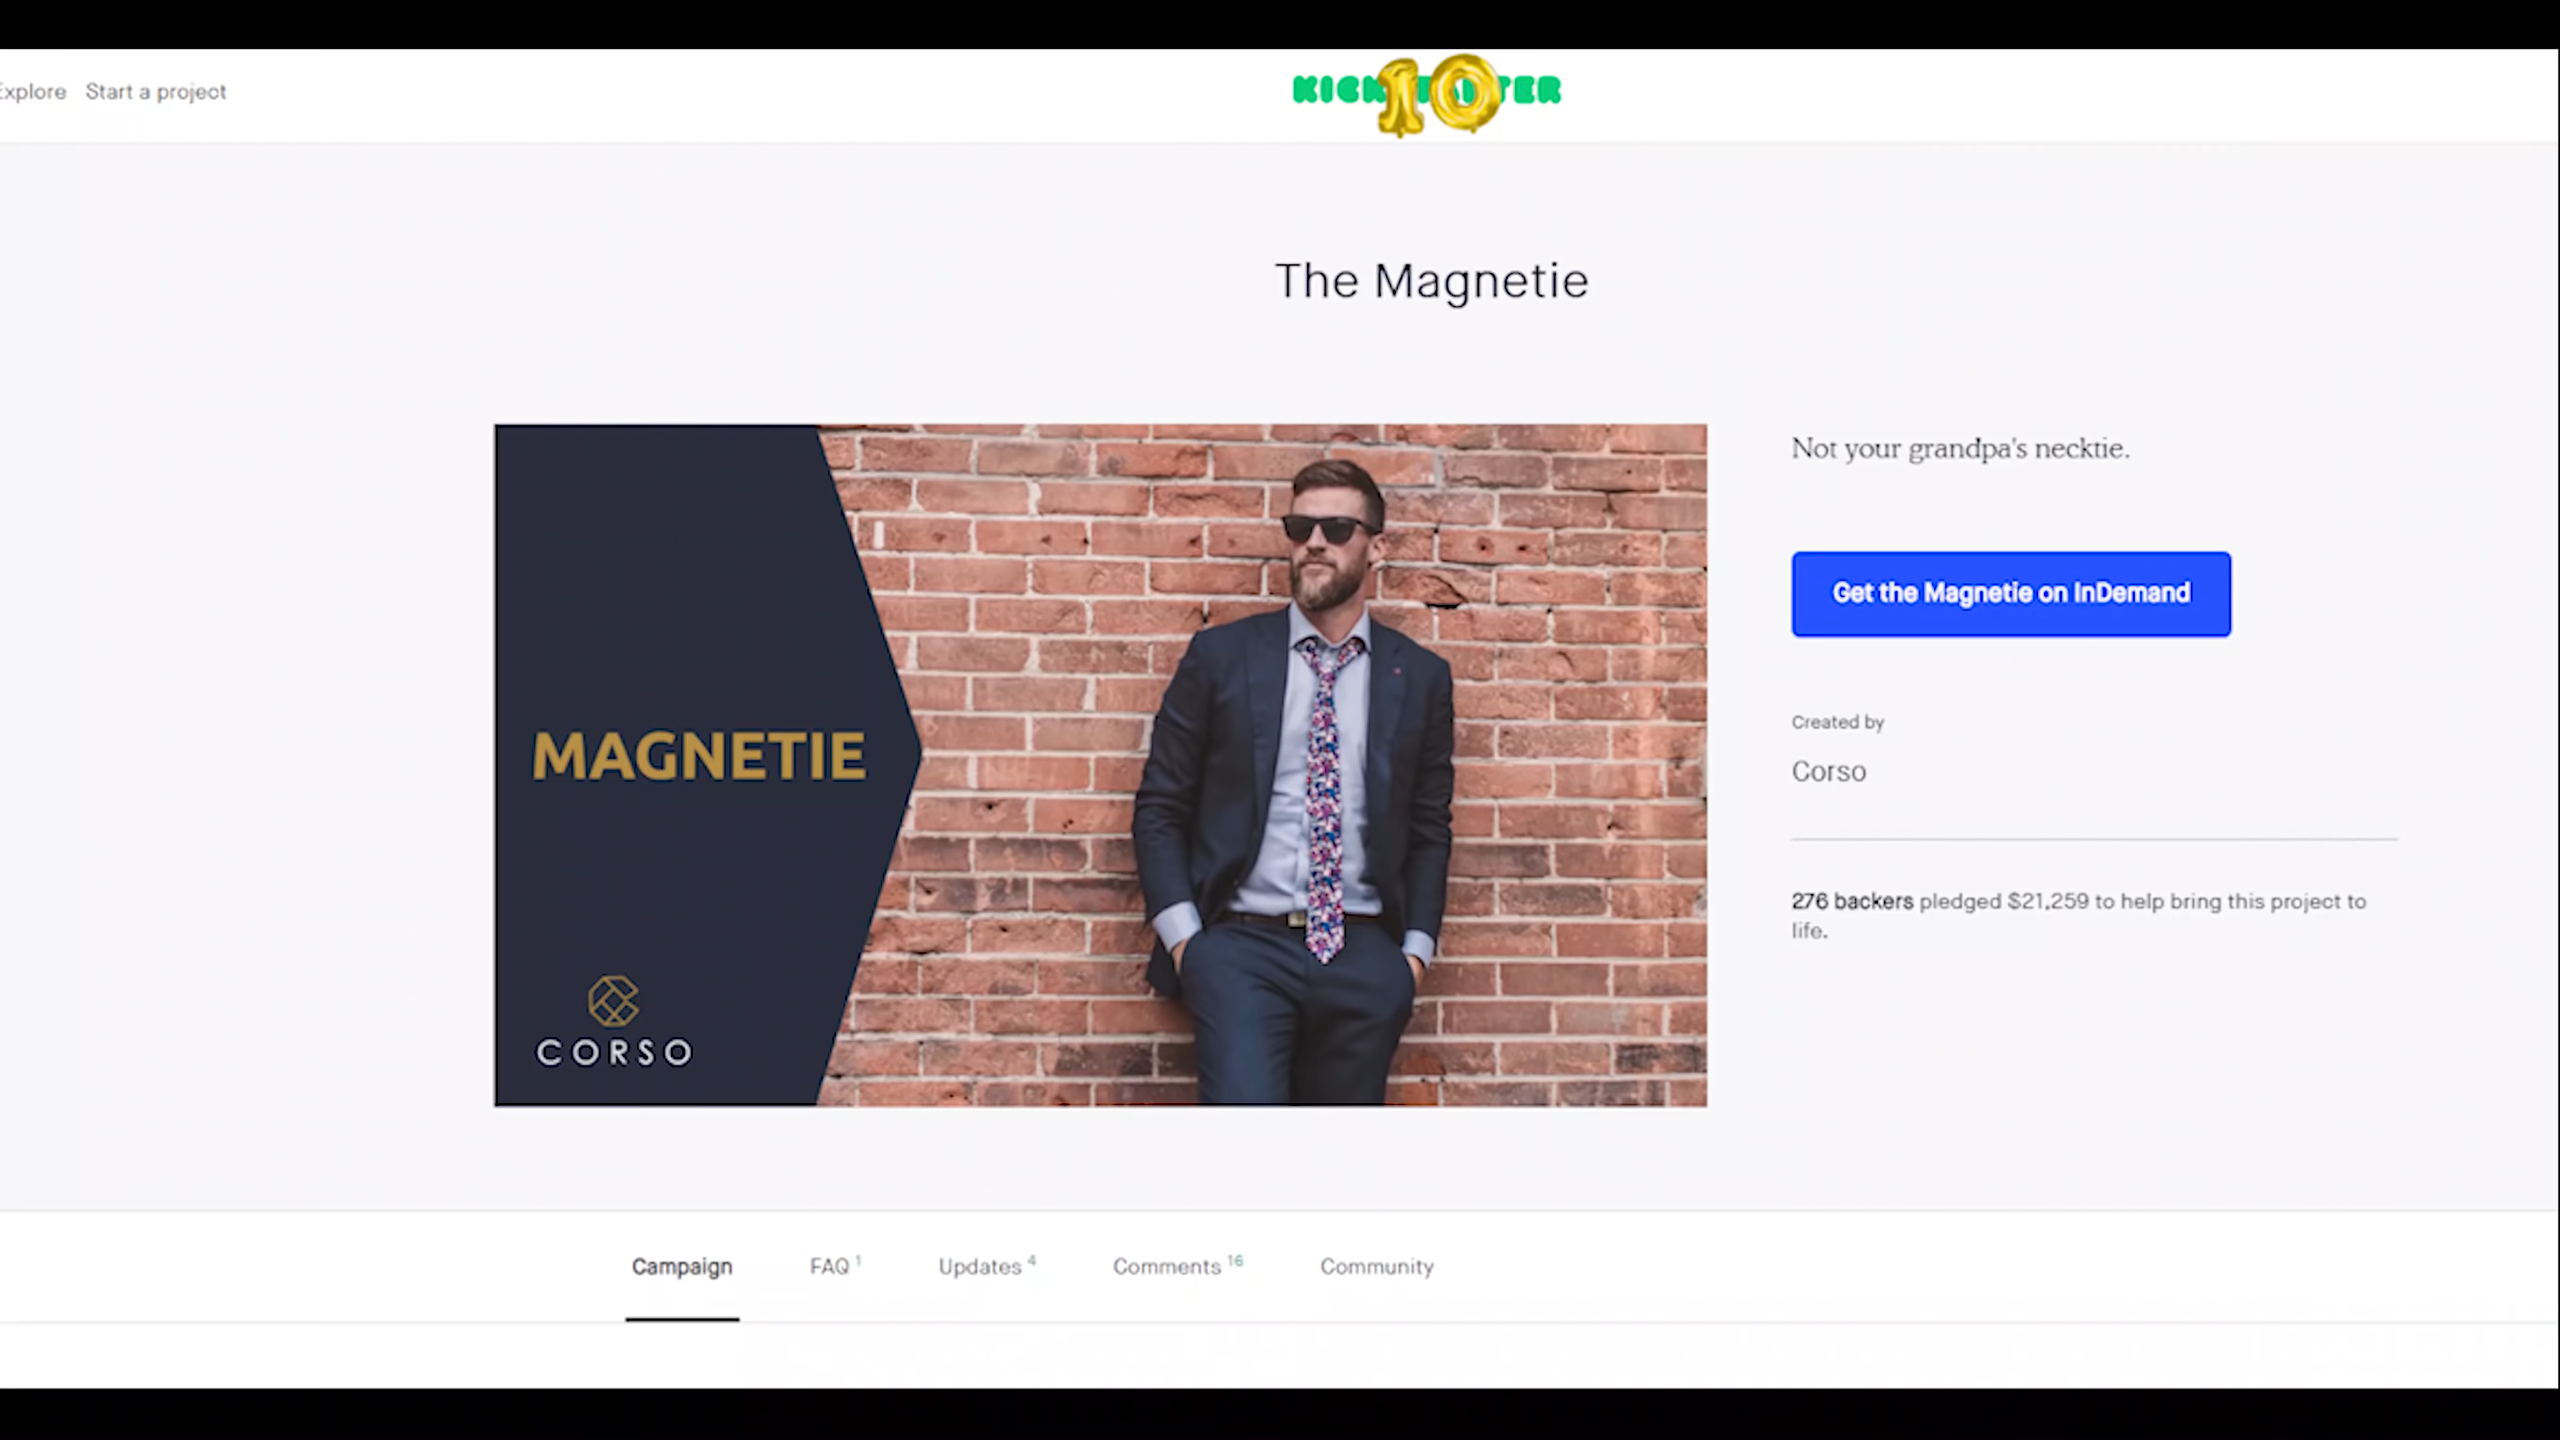 Explore Start a project
KICKSTARTER
10
The Magnetie
MAGNETIE
CORSO
Not your grandpa's necktie.
Get the Magnetie on InDemand
Created by
Corso
276 backers pledged $21,259 to help bring this project to
life.
Campaign FAQ 1 Updates 4 Comments 16 Community